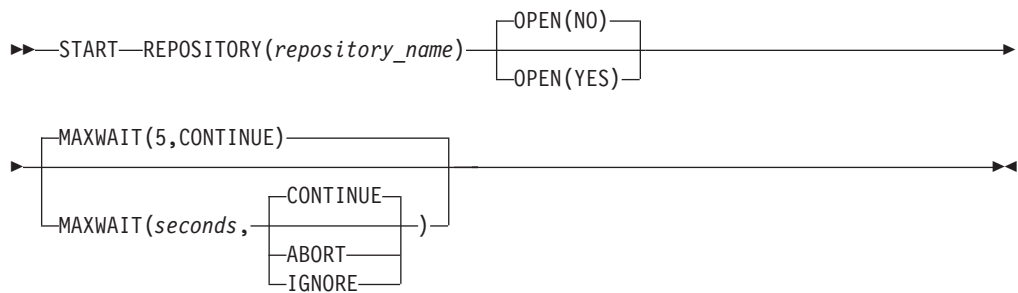 OPEN(NO)
START REPOSITORY(repository_name)
OPEN(YES)
MAXWAIT(5,CONTINUE)
CONTINUE
MAXWAIT(seconds, )
ABORT
IGNORE